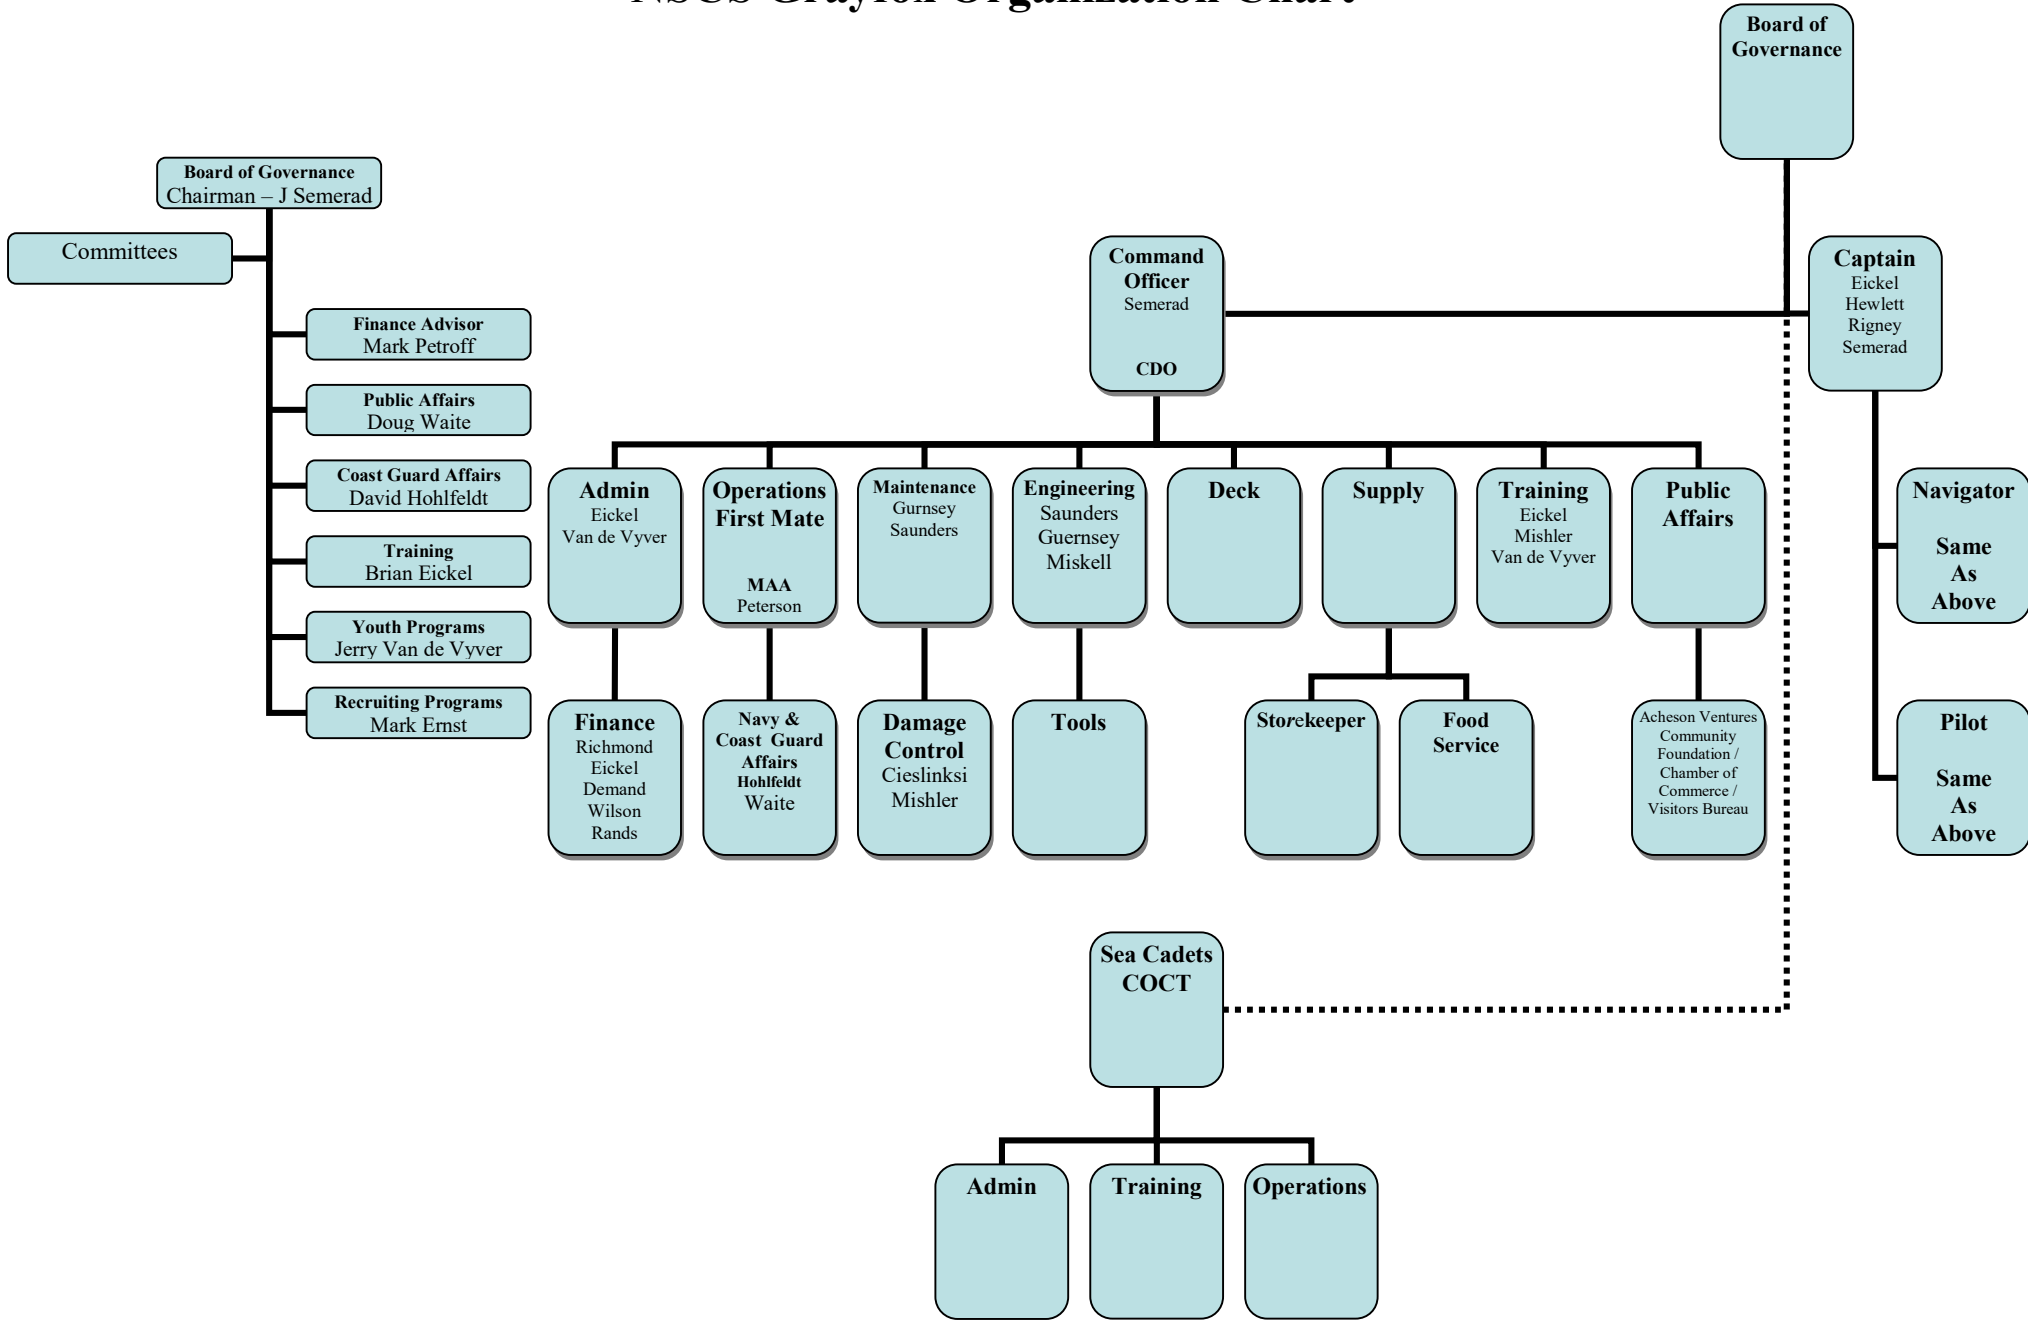 NSCS Grayfox Organization Chart
Board of
Governance
Board of Governance
Chairman – J Semerad
Committees
Finance Advisor
Mark Petroff
Public Affairs
Doug Waite
Coast Guard Affairs
David Hohlfeldt
Training
Brian Eickel
Youth Programs
Jerry Van de Vyver
Recruiting Programs
Mark Ernst
Command
Officer
Semerad
CDO
Captain
Eickel
Hewlett
Rigney
Semerad
Admin
Eickel
Van de Vyver
Operations
First Mate
MAA
Peterson
Maintenance
Gurnsey
Saunders
Engineering
Saunders
Guernsey
Miskell
Deck
Supply
Training
Eickel
Mishler
Van de Vyver
Public
Affairs
Navigator
Same
As
Above
Finance
Richmond
Eickel
Demand
Wilson
Rands
Navy &
Coast Guard
Affairs
Hohlfeldt
Waite
Damage
Control
Cieslinksi
Mishler
Tools
Storekeeper
Food
Service
Acheson Ventures
Community
Foundation /
Chamber of
Commerce /
Visitors Bureau
Pilot
Same
As
Above
Sea Cadets
COCT
Admin
Training
Operations